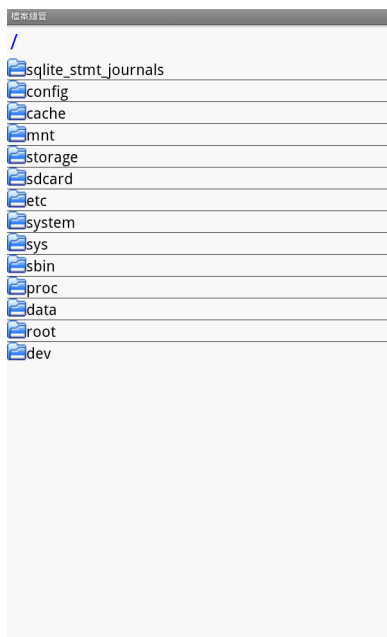 檔案總管
/
sqlite_stmt_journals
config
cache
mnt
storage
sdcard
etc
system
sys
sbin
proc
data
root
dev